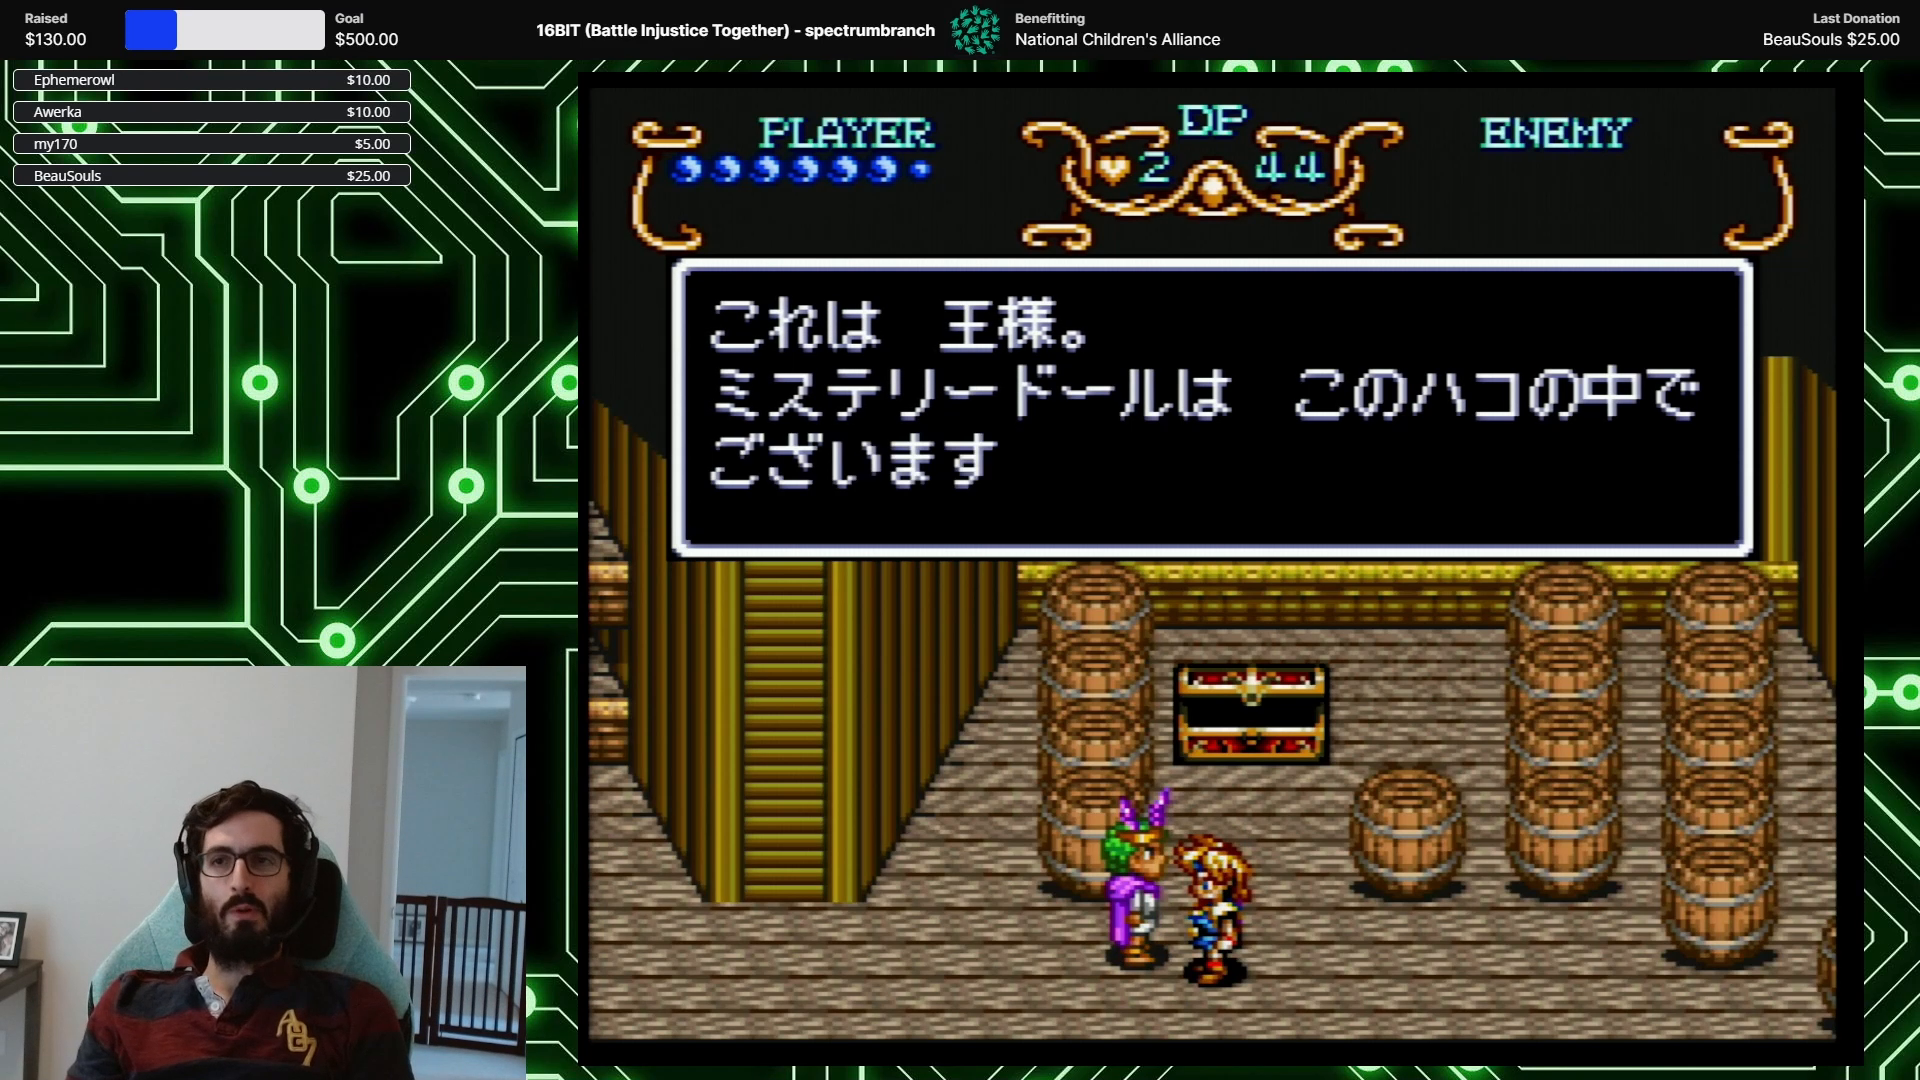 Raised
$130.00
Goal
$500.00
16BIT (Battle Injustice Together) - spectrumbranch
Benefitting
National Children's Alliance
Last Donation
BeauSouls $25.00
Ephemerowl $10.00
Awerka $10.00
my170 $5.00
BeauSouls $25.00
PLAYER
DP
ENEMY
2 44
これは 王様。
ミステリードールは このハコの中で
ございます